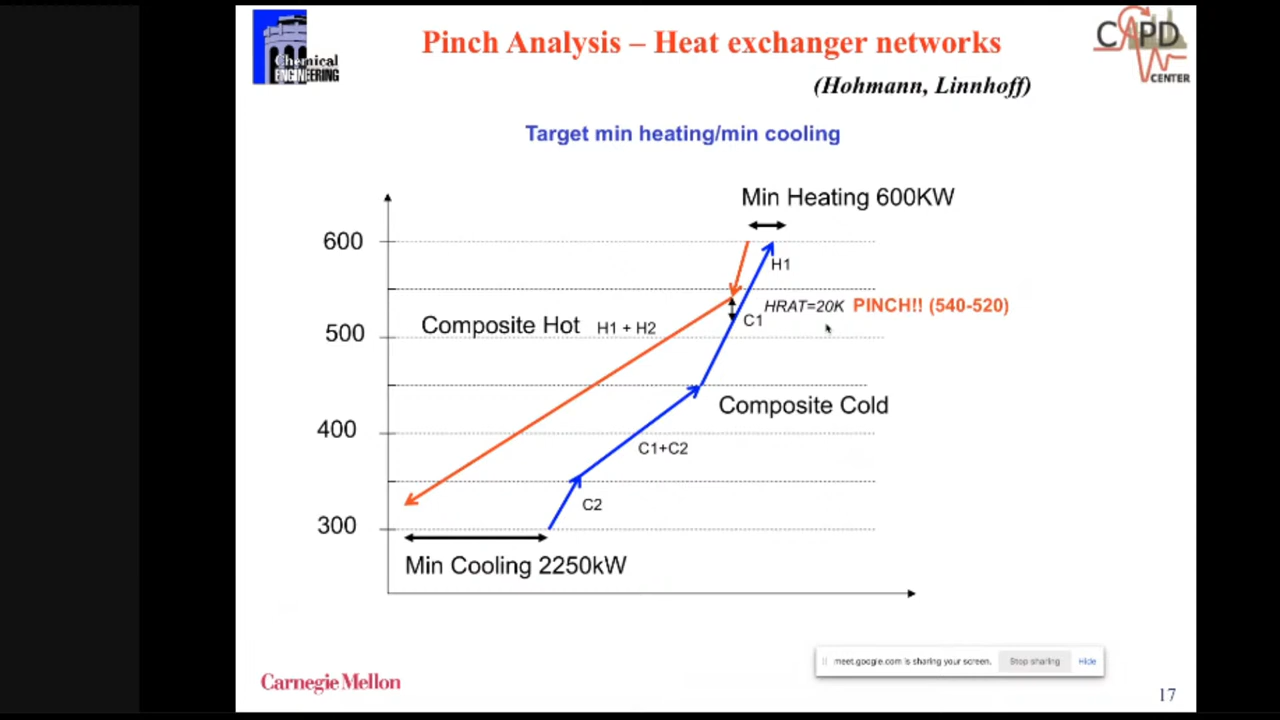 Chemical
ENGINEERING
Pinch Analysis – Heat exchanger networks
CAPD
CENTER
(Hohmann, Linnhoff)
Target min heating/min cooling
Min Heating 600KW
600
H1
HRAT=20K PINCH!! (540-520)
C1
Composite Hot H1 + H2
500
Composite Cold
400
C1+C2
C2
300
Min Cooling 2250kW
meet.google.com is sharing your screen. Stop sharing Hide
Carnegie Mellon
17